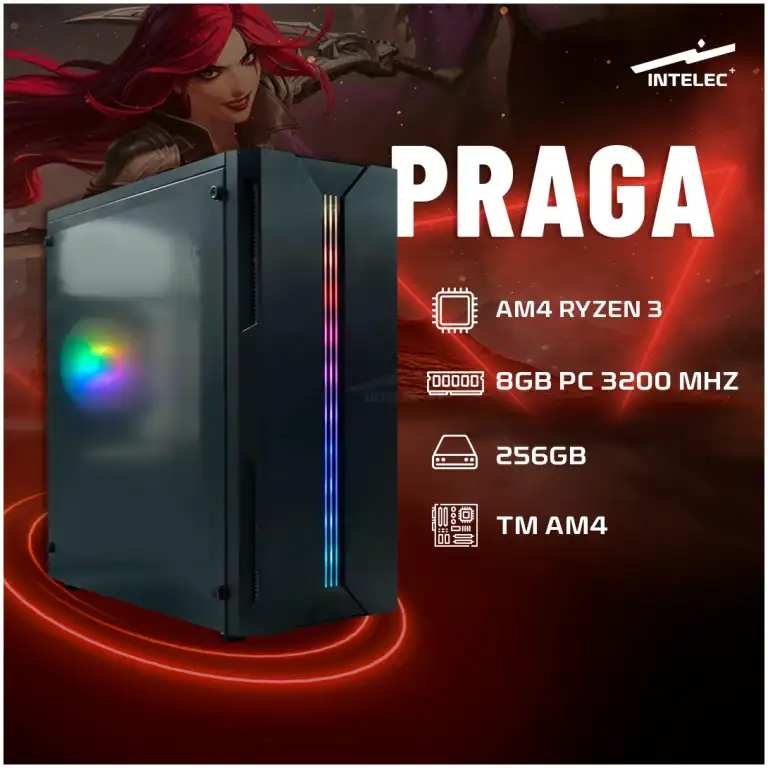 INTELEC+
PRAGA
AM4 RYZEN 3
8GB PC 3200 MHZ
256GB
TM AM4